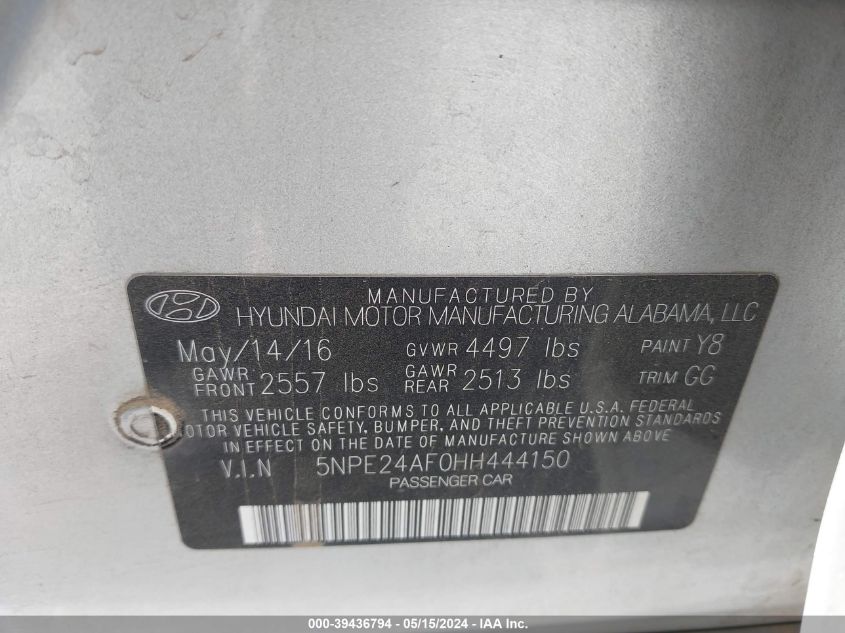 MANUFACTURED BY
HYUNDAI MOTOR MANUFACTURING ALABAMA, LLC
May/14/16 GVWR 4497 lbs PAINT Y8
GAWR FRONT 2557 lbs GAWR REAR 2513 lbs TRIM GG
THIS VEHICLE CONFORMS TO ALL APPLICABLE U.S.A. FEDERAL
OTOR VEHICLE SAFETY, BUMPER, AND THEFT PREVENTION STANDARDS
IN EFFECT ON THE DATE OF MANUFACTURE SHOWN ABOVE
V.I.N 5NPE24AF0HH444150
PASSENGER CAR
000-39436794 - 05/15/2024 - IAA Inc.